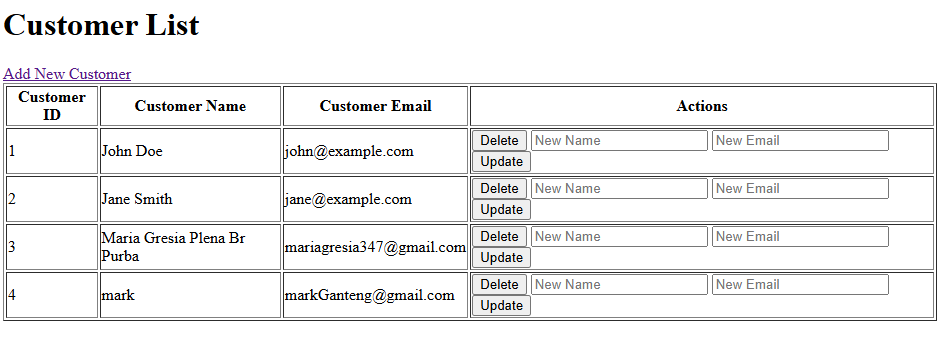 Customer List
Add New Customer
Customer ID Customer Name Customer Email Actions
1 John Doe john@example.com Delete New Name New Email
Update
2 Jane Smith jane@example.com Delete New Name New Email
Update
3 Maria Gresia Plena Br Purba mariagresia347@gmail.com Delete New Name New Email
Update
4 mark markGanteng@gmail.com Delete New Name New Email
Update